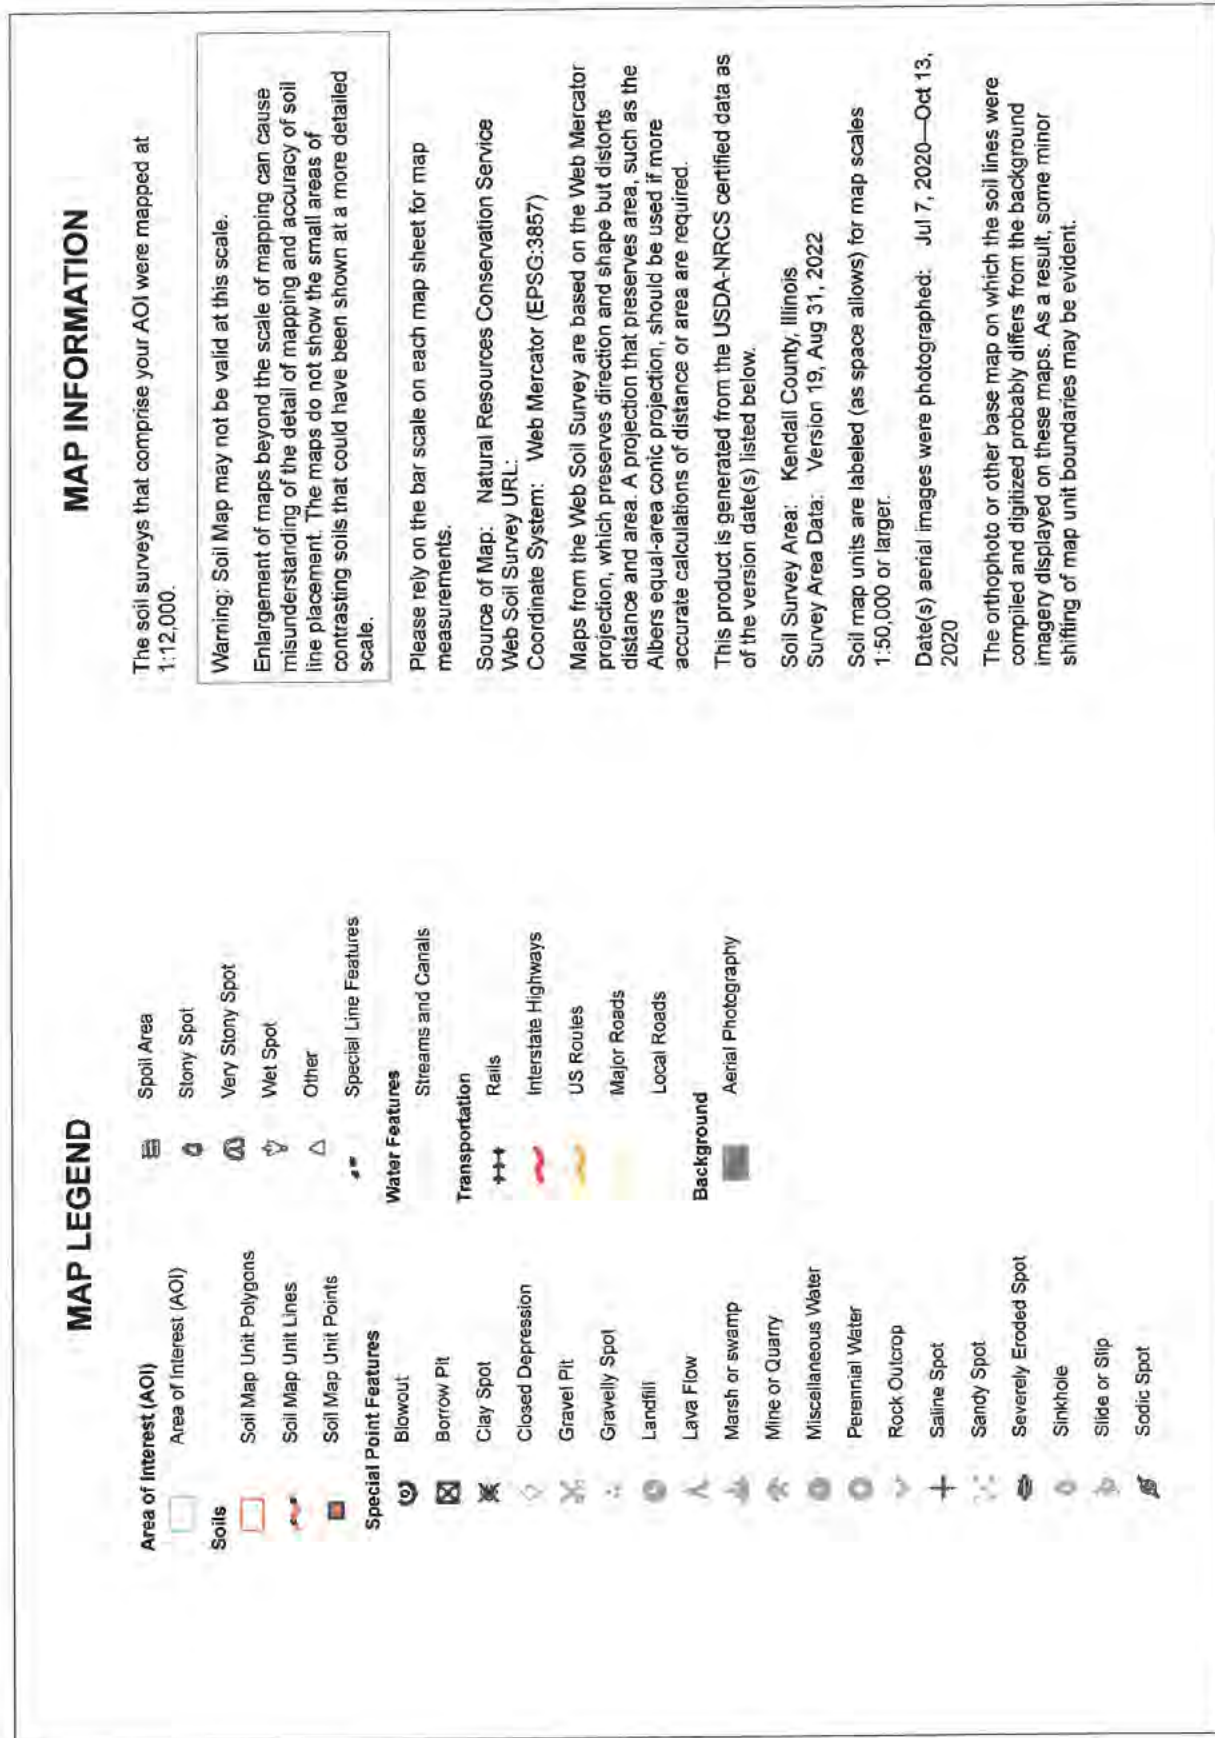 MAP LEGEND
Area of Interest (AOI)
Area of Interest (AOI)
Soils
Soil Map Unit Polygons
Soil Map Unit Lines
Soil Map Unit Points
Special Point Features
Blowout
Borrow Pit
Clay Spot
Closed Depression
Gravel Pit
Gravelly Spot
Landfill
Lava Flow
Marsh or swamp
Mine or Quarry
Miscellaneous Water
Perennial Water
Rock Outcrop
Saline Spot
Sandy Spot
Severely Eroded Spot
Sinkhole
Slide or Slip
Sodic Spot
Spoil Area
Stony Spot
Very Stony Spot
Wet Spot
Other
Special Line Features
Water Features
Streams and Canals
Transportation
Rails
Interstate Highways
US Routes
Major Roads
Local Roads
Background
Aerial Photography
MAP INFORMATION
The soil surveys that comprise your AOI were mapped at
1:12,000.
Warning: Soil Map may not be valid at this scale.
Enlargement of maps beyond the scale of mapping can cause
misunderstanding of the detail of mapping and accuracy of soil
line placement. The maps do not show the small areas of
contrasting soils that could have been shown at a more detailed
scale.
Please rely on the bar scale on each map sheet for map
measurements.
Source of Map: Natural Resources Conservation Service
Web Soil Survey URL:
Coordinate System: Web Mercator (EPSG:3857)
Maps from the Web Soil Survey are based on the Web Mercator
projection, which preserves direction and shape but distorts
distance and area. A projection that preserves area, such as the
Albers equal-area conic projection, should be used if more
accurate calculations of distance or area are required.
This product is generated from the USDA-NRCS certified data as
of the version date(s) listed below.
Soil Survey Area: Kendall County, Illinois
Survey Area Data: Version 19, Aug 31, 2022
Soil map units are labeled (as space allows) for map scales
1:50,000 or larger.
Date(s) aerial images were photographed: Jul 7, 2020—Oct 13,
2020
The orthophoto or other base map on which the soil lines were
compiled and digitized probably differs from the background
imagery displayed on these maps. As a result, some minor
shifting of map unit boundaries may be evident.